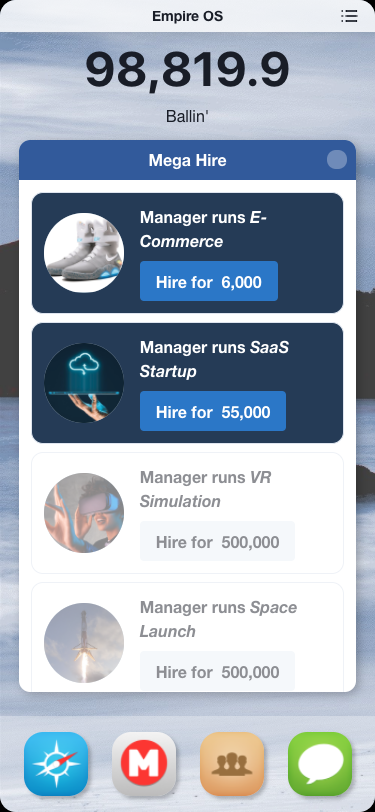 Empire OS
98,819.9
Ballin'
Mega Hire
Manager runs E-
Commerce
Hire for 6,000
Manager runs SaaS
Startup
Hire for 55,000
Manager runs VR
Simulation
Hire for 500,000
Manager runs Space
Launch
Hire for 500,000
M